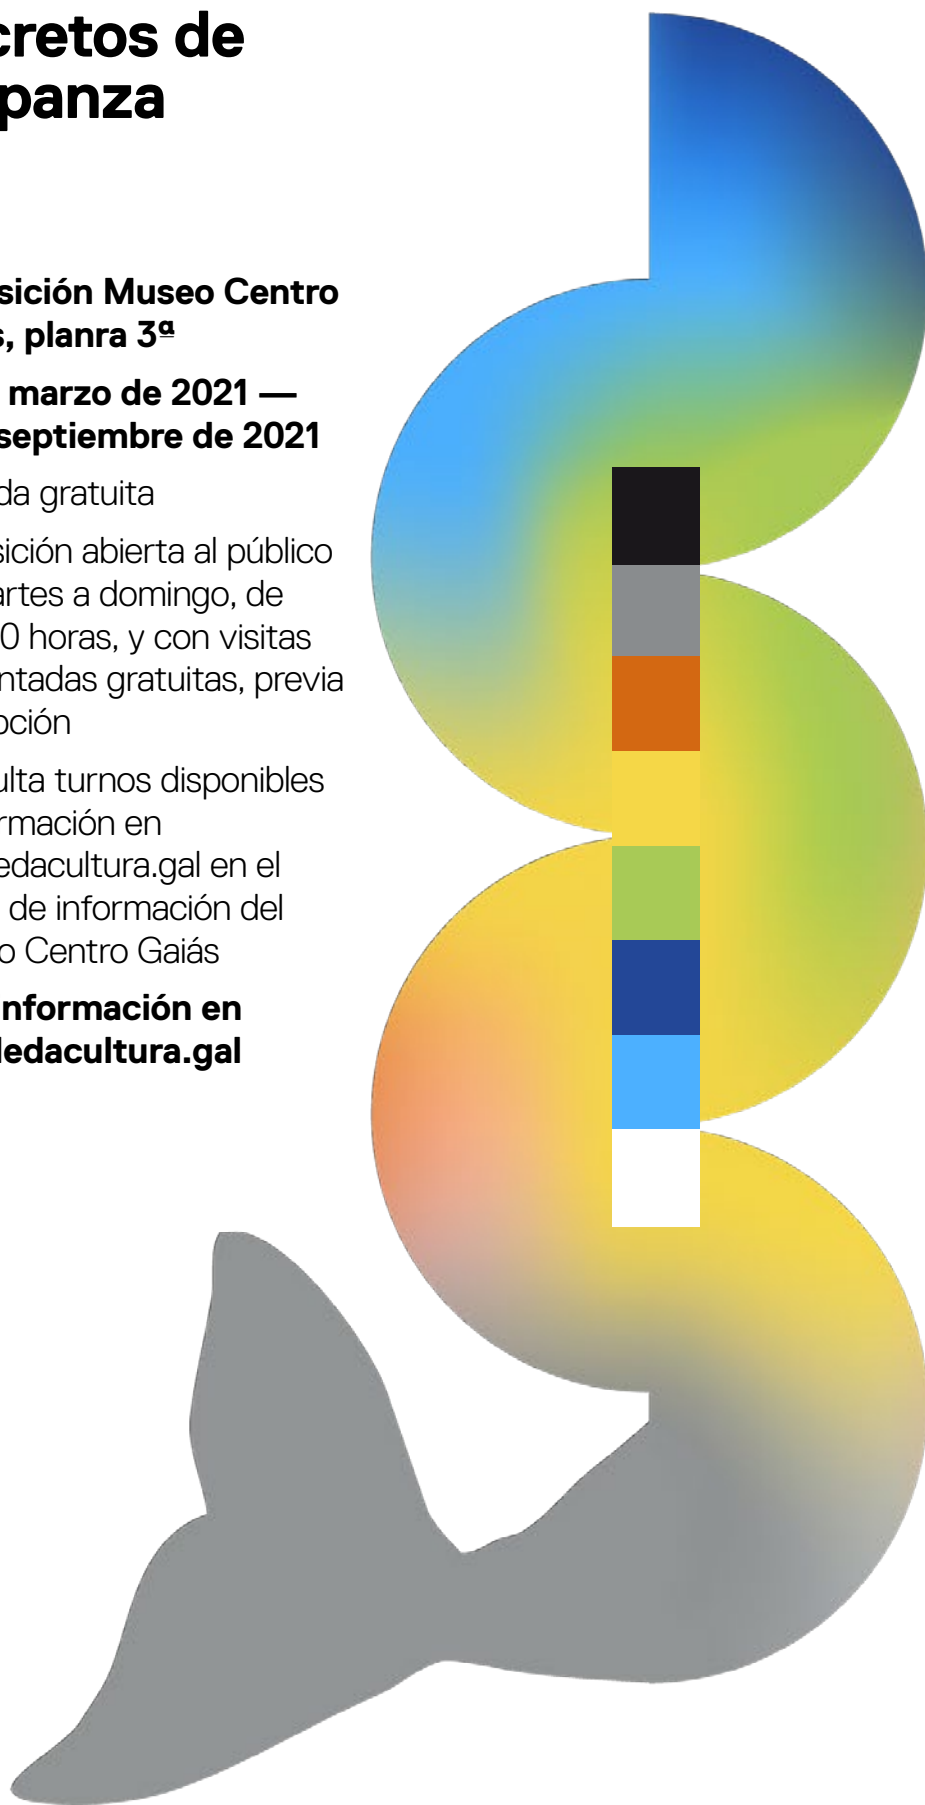 cretos de
panza
sición Museo Centro
s, planra 3ª
marzo de 2021 —
septiembre de 2021
da gratuita
sición abierta al público
artes a domingo, de
0 horas, y con visitas
ntadas gratuitas, previa
pción
ulta turnos disponibles
rmación en
edacultura.gal en el
de información del
o Centro Gaiás
nformación en
dedacultura.gal